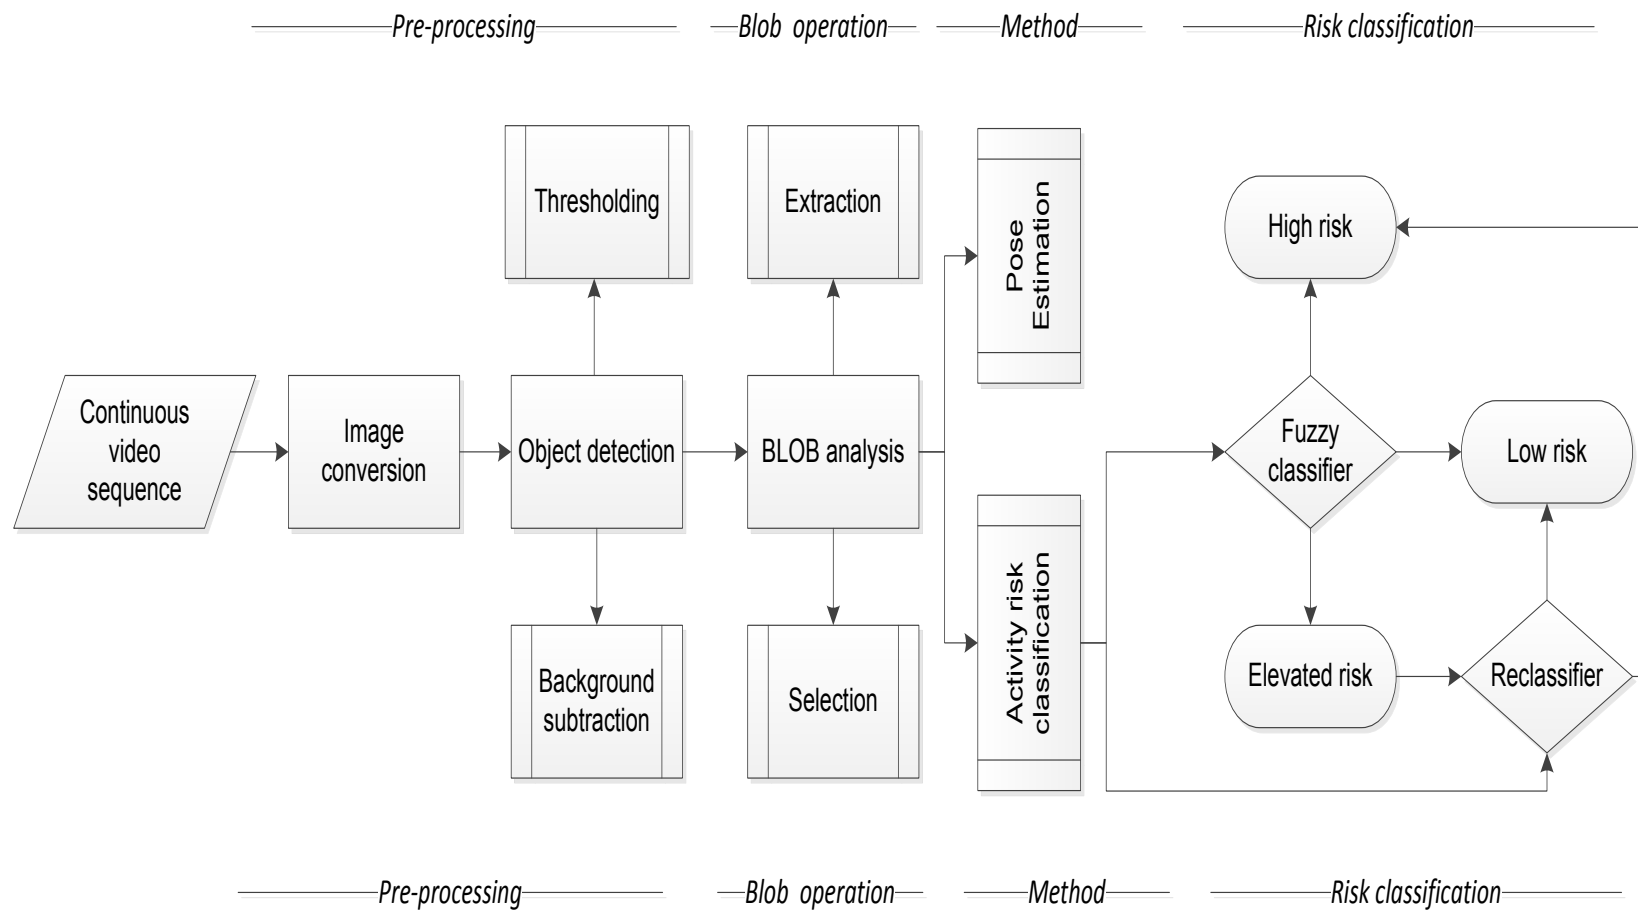 Pre-processing
Blob operation
Method
Risk classification
Thresholding
Extraction
Pose
Estimation
High risk
Continuous
video
sequence
Image
conversion
Object detection
BLOB analysis
Fuzzy
classifier
Low risk
Background
subtraction
Selection
Activity risk
classification
Elevated risk
Reclassifier
Pre-processing
Blob operation
Method
Risk classification